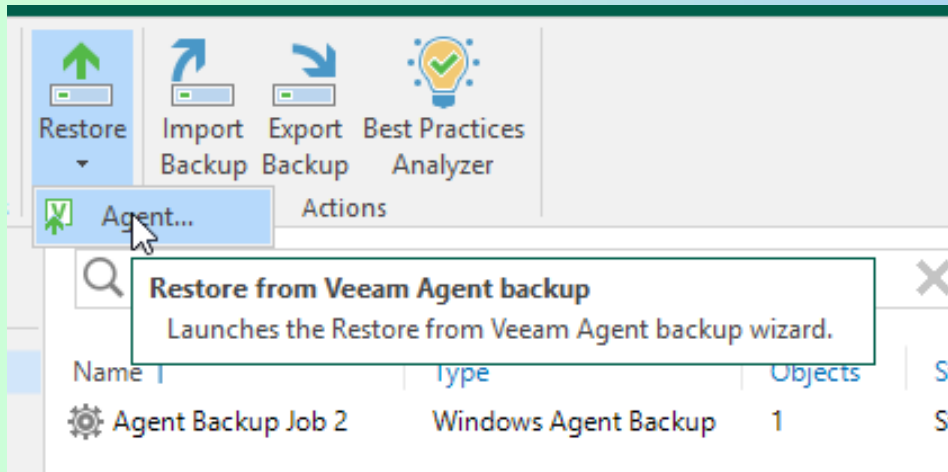 Restore
Import Backup
Export Backup
Best Practices Analyzer
Actions
Agent...
Restore from Veeam Agent backup
Launches the Restore from Veeam Agent backup wizard.
Name Type Objects S
Agent Backup Job 2 Windows Agent Backup 1 S